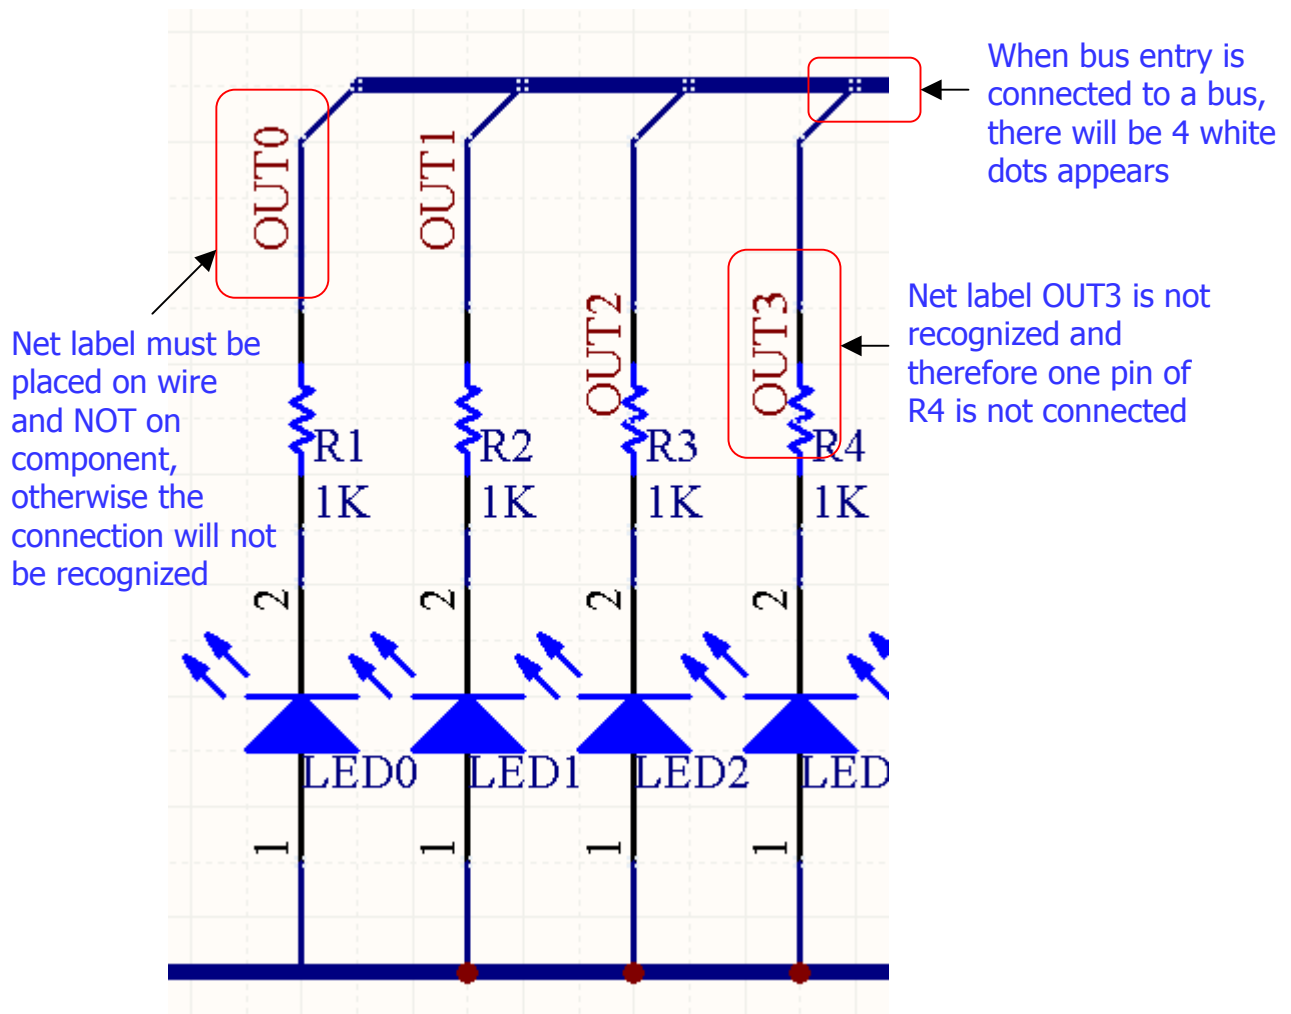 When bus entry is
connected to a bus,
there will be 4 white
dots appears
OUT0
OUT1
OUT2
OUT3
Net label OUT3 is not
recognized and
therefore one pin of
R4 is not connected
Net label must be
placed on wire
and NOT on
component,
otherwise the
connection will not
be recognized
R1
R2
R3
R4
1K
1K
1K
1K
2
2
2
2
LED0
LED1
LED2
LED
1
1
1
1